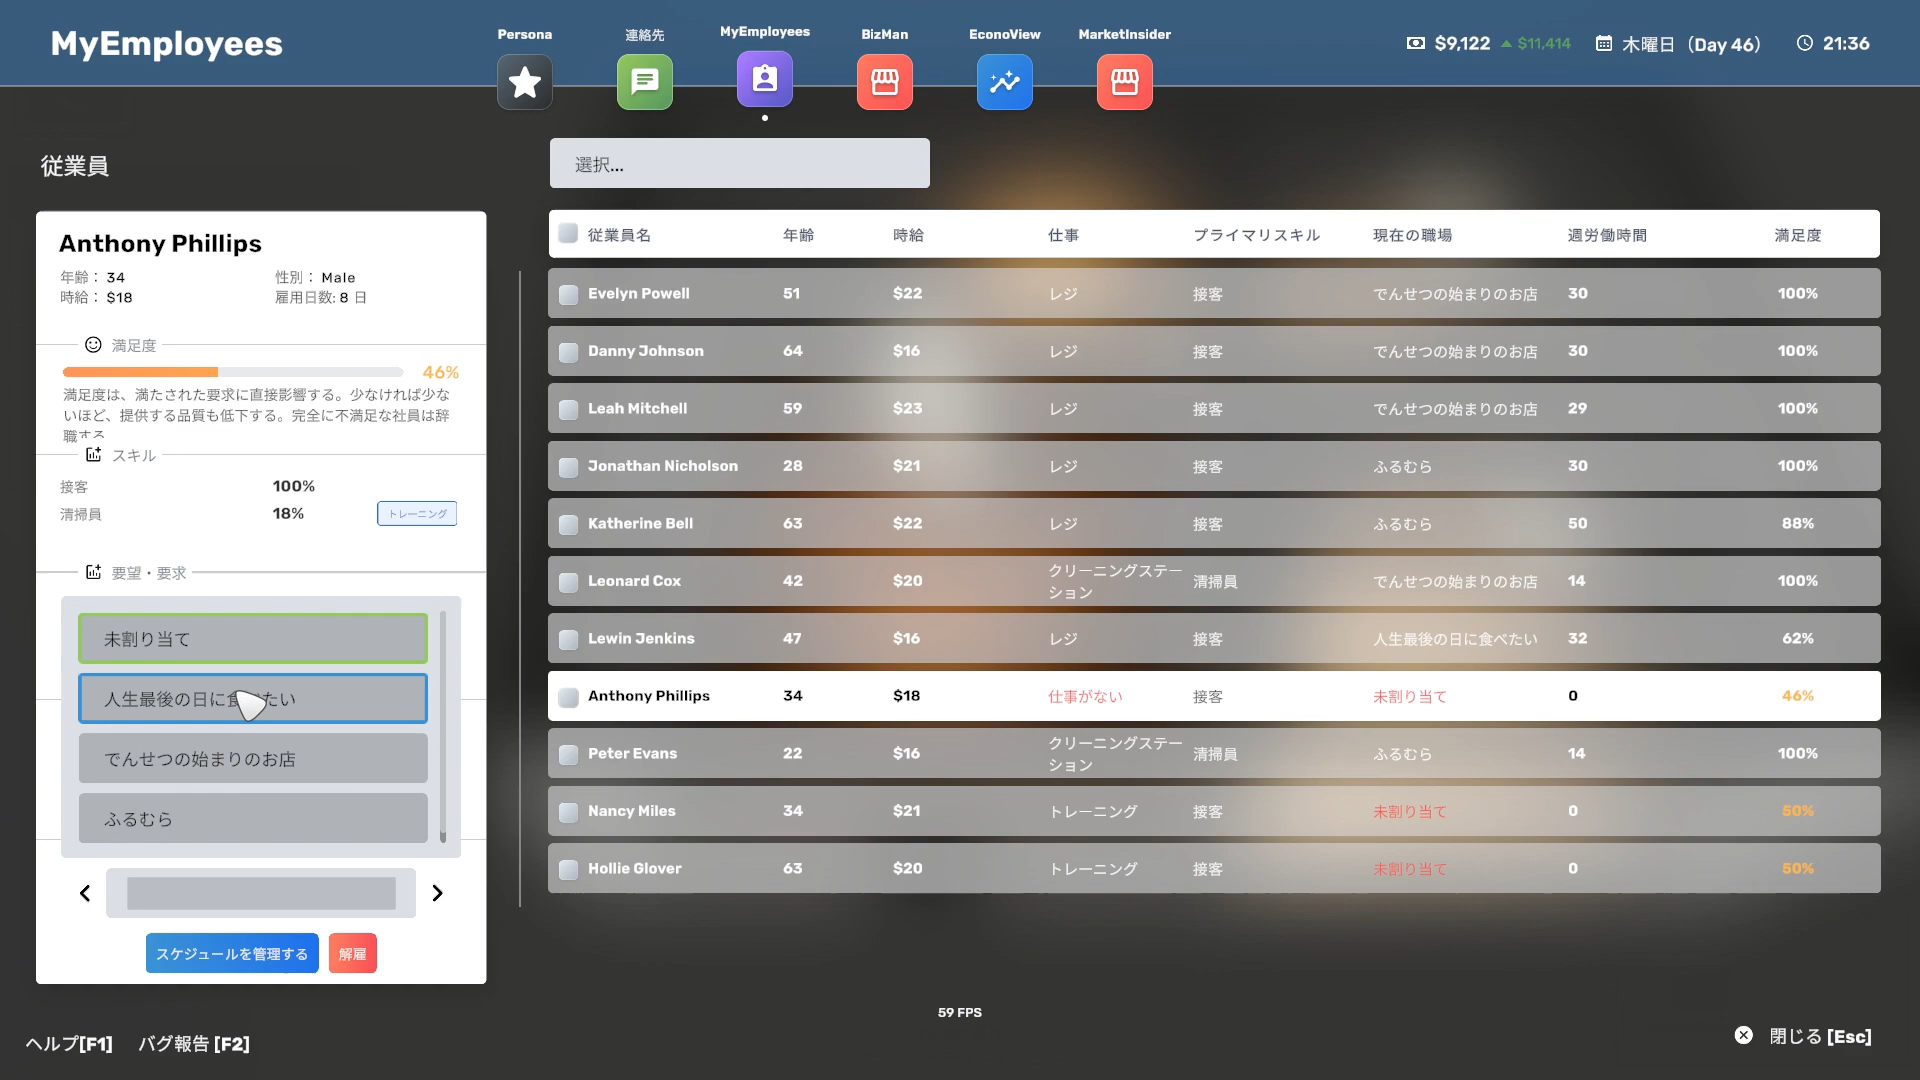 MyEmployees
Persona
連絡先
MyEmployees
BizMan
EconoView
MarketInsider
$9,122 $11,414
木曜日 (Day 46)
21:36
従業員
選択...
Anthony Phillips
年齢： 34
性別： Male
時給： $18
雇用日数: 8 日
満足度
46%
満足度は、満たされた要求に直接影響する。少なければ少な
いほど、提供する品質も低下する。完全に不満足な社員は辞
職する
スキル
接客 100%
清掃員 18% トレーニング
要望・要求
未割り当て
人生最後の日に食べたい
でんせつの始まりのお店
ふるむら
スケジュールを管理する
解雇
従業員名 年齢 時給 仕事 プライマリスキル 現在の職場 週労働時間 満足度
Evelyn Powell 51 $22 レジ 接客 でんせつの始まりのお店 30 100%
Danny Johnson 64 $16 レジ 接客 でんせつの始まりのお店 30 100%
Leah Mitchell 59 $23 レジ 接客 でんせつの始まりのお店 29 100%
Jonathan Nicholson 28 $21 レジ 接客 ふるむら 30 100%
Katherine Bell 63 $22 レジ 接客 ふるむら 50 88%
Leonard Cox 42 $20 クリーニングステーション 清掃員 でんせつの始まりのお店 14 100%
Lewin Jenkins 47 $16 レジ 接客 人生最後の日に食べたい 32 62%
Anthony Phillips 34 $18 仕事がない 接客 未割り当て 0 46%
Peter Evans 22 $16 クリーニングステーション 清掃員 ふるむら 14 100%
Nancy Miles 34 $21 トレーニング 接客 未割り当て 0 50%
Hollie Glover 63 $20 トレーニング 接客 未割り当て 0 50%
59 FPS
ヘルプ[F1] バグ報告 [F2]
閉じる [Esc]